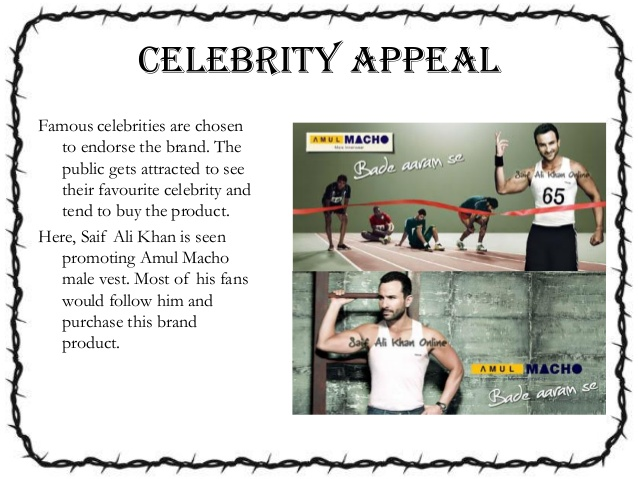 CELEBRITY APPEAL
Famous celebrities are chosen
to endorse the brand. The
public gets attracted to see
their favourite celebrity and
tend to buy the product.
Here, Saif Ali Khan is seen
promoting Amul Macho
male vest. Most of his fans
would follow him and
purchase this brand
product.
AMUL MACHO
Bade aaram se
Saif Ali Khan Online
65
Saif Ali Khan Online
AMUL MACHO
Bade aaram se